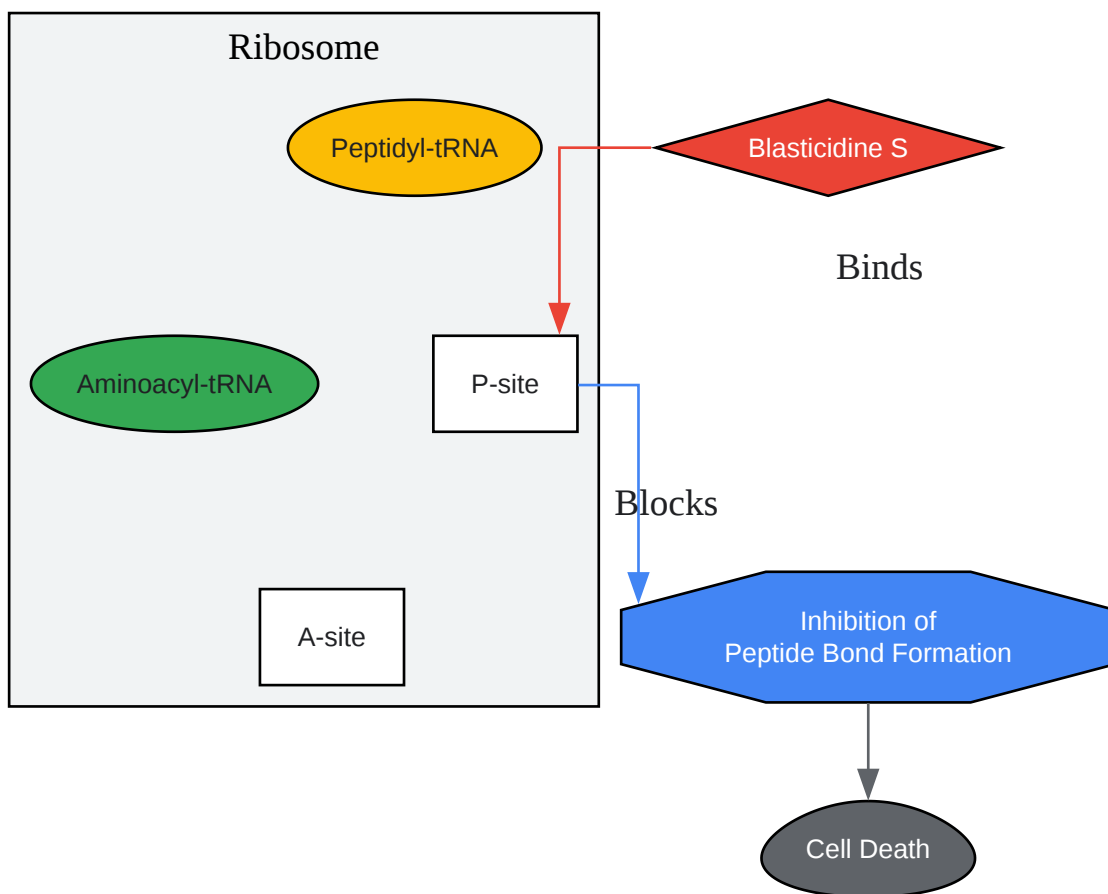 Ribosome
Peptidyl-tRNA
Blasticidine S
Binds
Aminoacyl-tRNA
P-site
Blocks
A-site
Inhibition of
Peptide Bond Formation
Cell Death